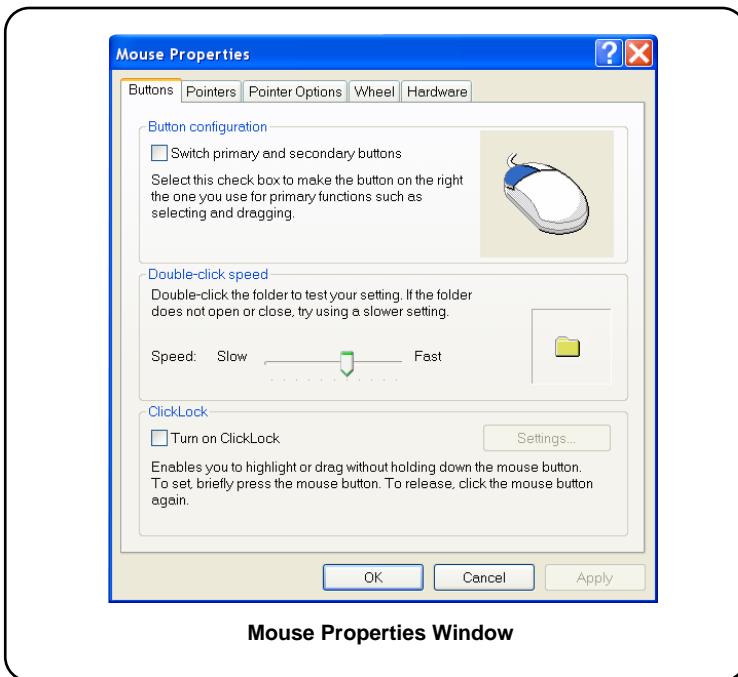 Mouse Properties
Buttons Pointers Pointer Options Wheel Hardware
Button configuration
Switch primary and secondary buttons
Select this check box to make the button on the right
the one you use for primary functions such as
selecting and dragging.
Double-click speed
Double-click the folder to test your setting. If the folder
does not open or close, try using a slower setting.
Speed: Slow Fast
ClickLock
Turn on ClickLock Settings...
Enables you to highlight or drag without holding down the mouse button.
To set, briefly press the mouse button. To release, click the mouse button
again.
OK Cancel Apply
Mouse Properties Window